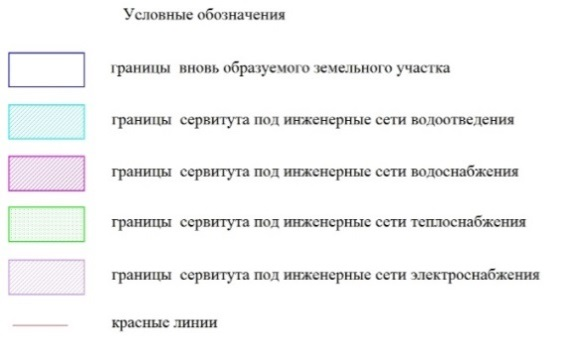 Условные обозначения
границы вновь образуемого земельного участка
границы сервитута под инженерные сети водоотведения
границы сервитута под инженерные сети водоснабжения
границы сервитута под инженерные сети теплоснабжения
границы сервитута под инженерные сети электроснабжения
красные линии